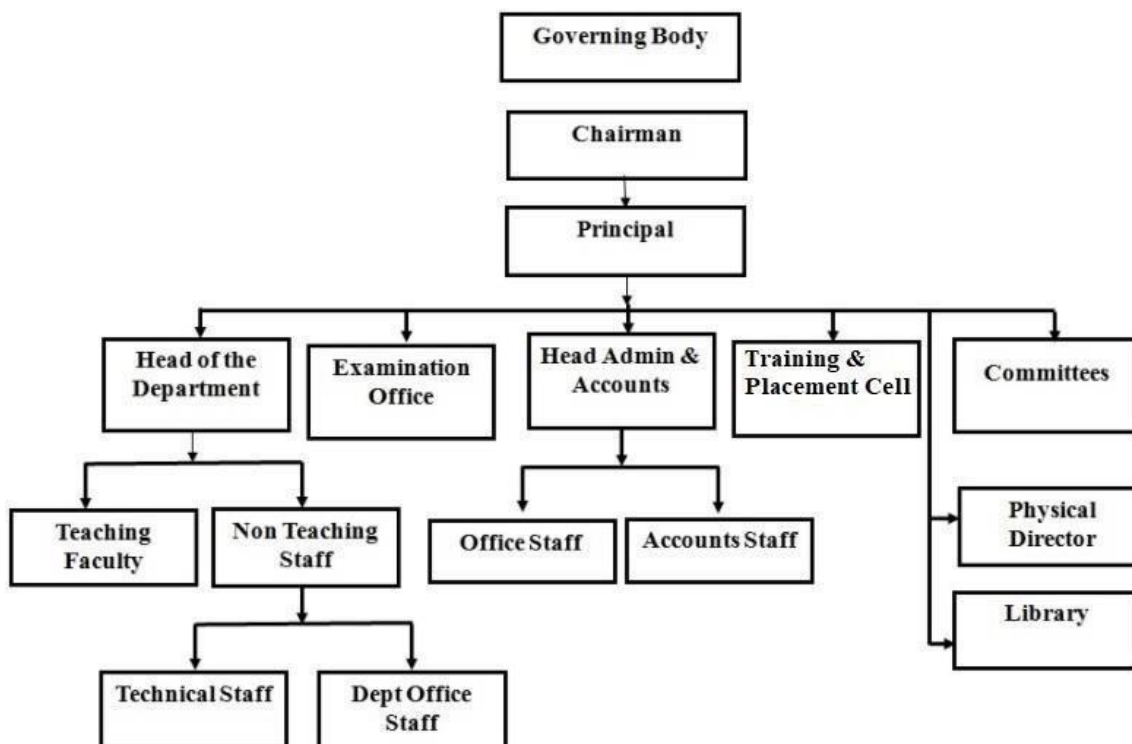 Governing Body
Chairman
Principal
Head of the
Department
Examination
Office
Head Admin &
Accounts
Training &
Placement Cell
Committees
Teaching
Faculty
Non Teaching
Staff
Office Staff
Accounts Staff
Physical
Director
Library
Technical Staff
Dept Office
Staff